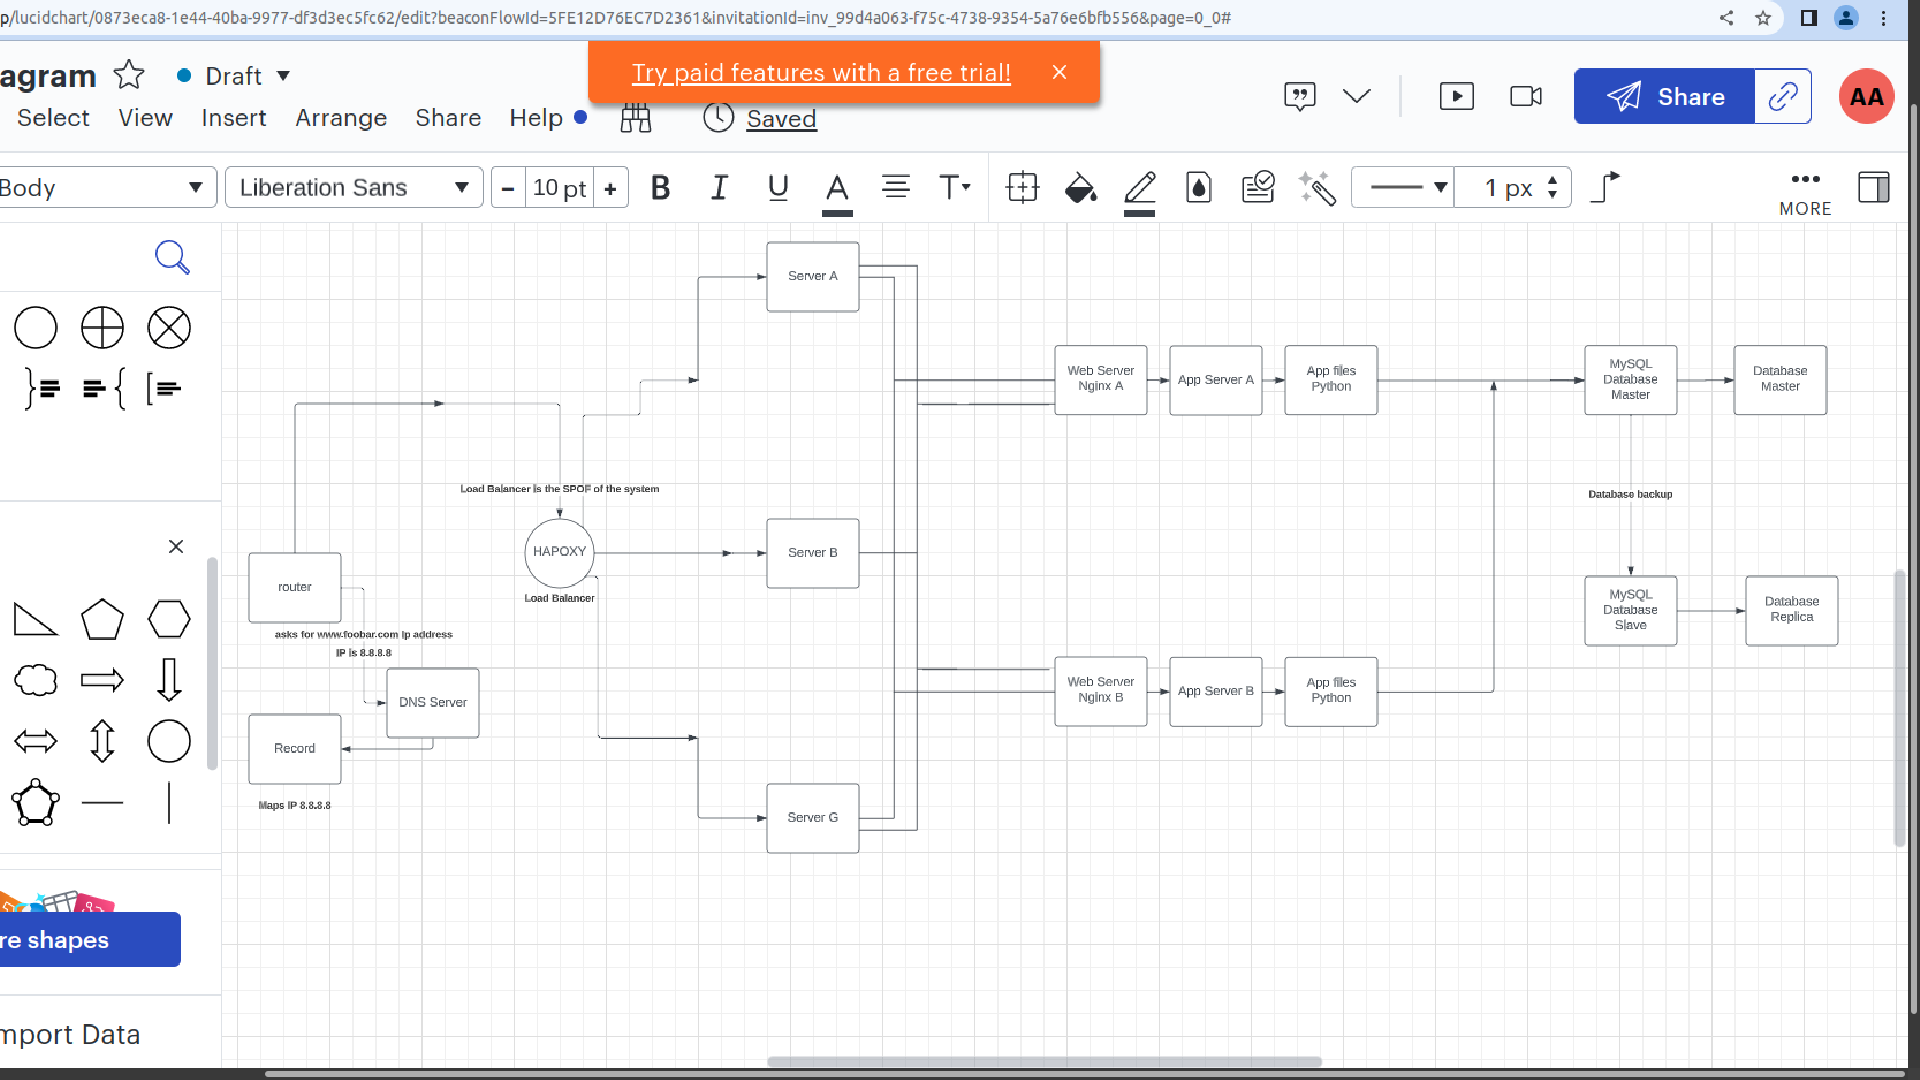 p/lucidchart/0873eca8-1e44-40ba-9977-df3d3ec5fc62/edit?beaconFlowId=5FE12D76EC7D2361&invitationId=inv_99d4a063-f75c-4738-9354-5a76e6bfb556&page=0_0#
agram
Draft
Try paid features with a free trial!
Share
AA
Select
View
Insert
Arrange
Share
Help
Saved
Body
Liberation Sans
10 pt
B
I
U
A
T
1 px
MORE
Server A
Web Server
Nginx A
App Server A
App files
Python
MySQL
Database
Master
Database
Master
Load Balancer is the SPOF of the system
Database backup
HAPOXY
Server B
router
Load Balancer
MySQL
Database
Slave
Database
Replica
asks for www.foobar.com ip address
IP is 8.8.8.8
DNS Server
Web Server
Nginx B
App Server B
App files
Python
Record
Maps IP 8.8.8.8
Server G
re shapes
mport Data